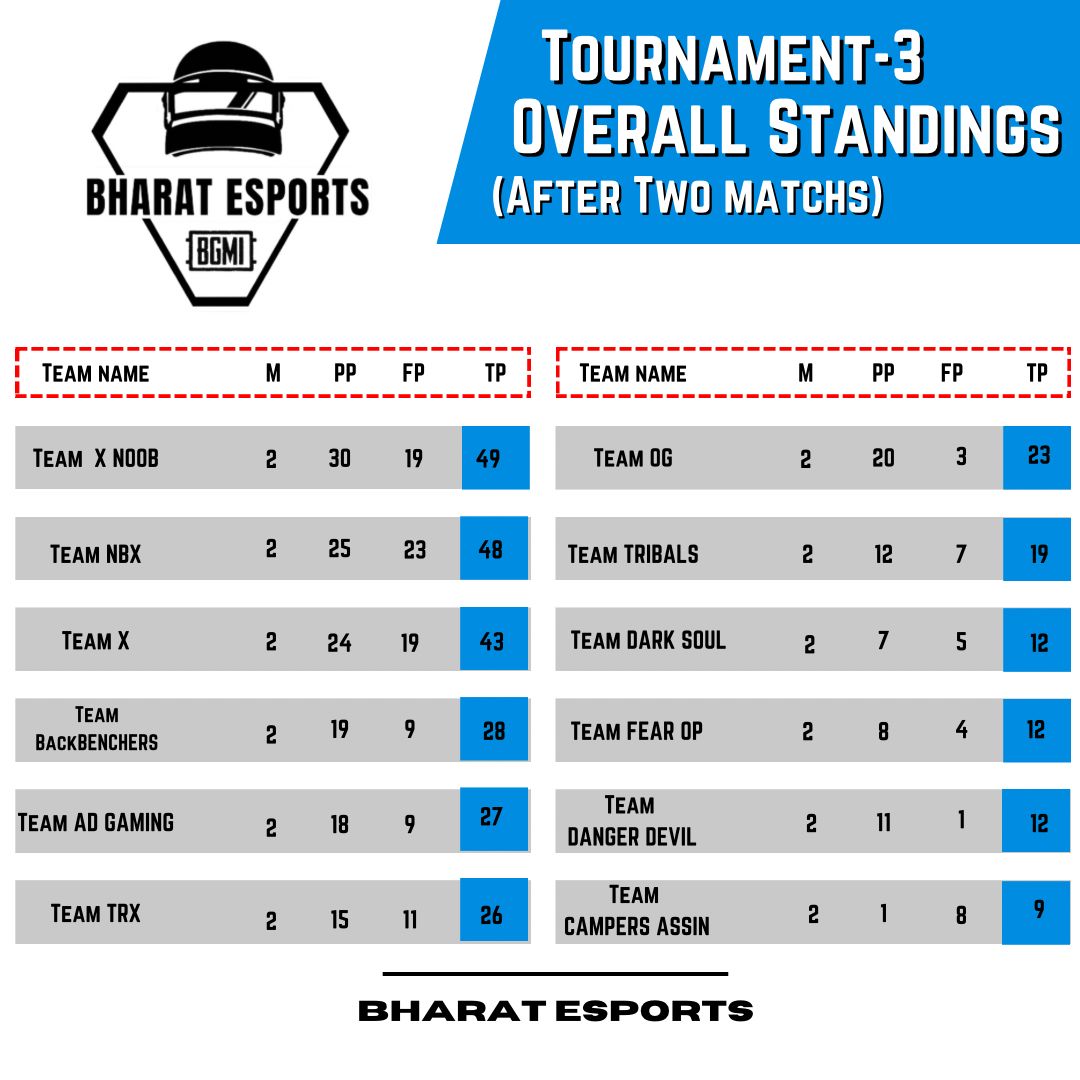 Tournament-3
Overall Standings
(After Two matchs)
BHARAT ESPORTS
BGMI
Team name M PP FP TP
Team X NOOB 2 30 19 49
Team NBX 2 25 23 48
Team X 2 24 19 43
Team
BackBENCHERS 2 19 9 28
Team AD GAMING 2 18 9 27
Team TRX 2 15 11 26
Team name M PP FP TP
Team OG 2 20 3 23
Team TRIBALS 2 12 7 19
Team DARK SOUL 2 7 5 12
Team FEAR OP 2 8 4 12
Team
DANGER DEVIL 2 11 1 12
Team
CAMPERS ASSIN 2 1 8 9
BHARAT ESPORTS